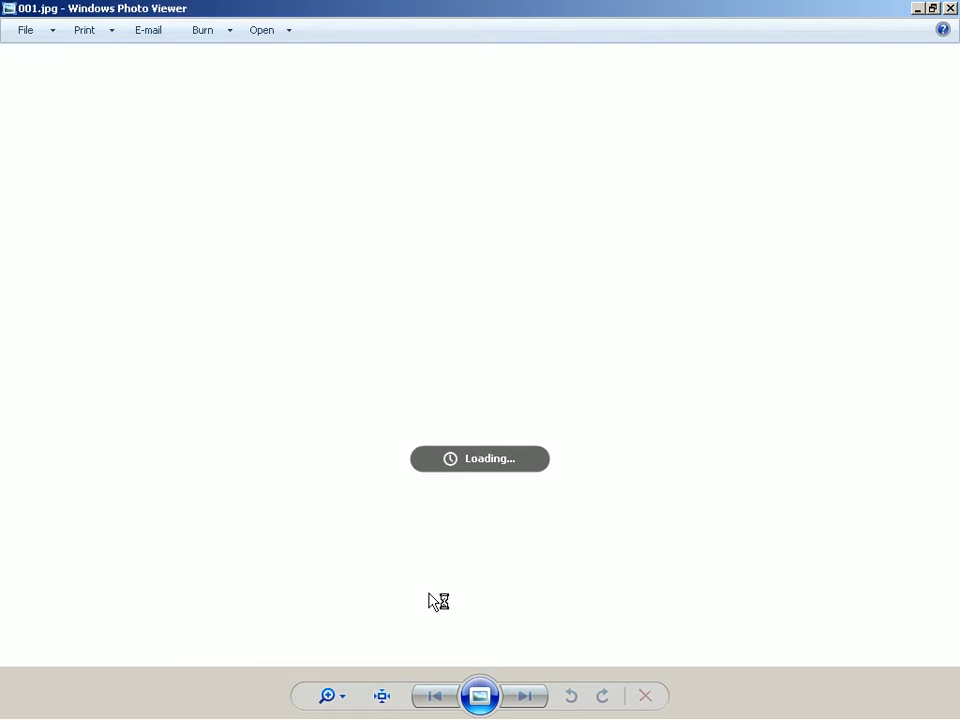 001.jpg - Windows Photo Viewer
File Print E-mail Burn Open
Loading...